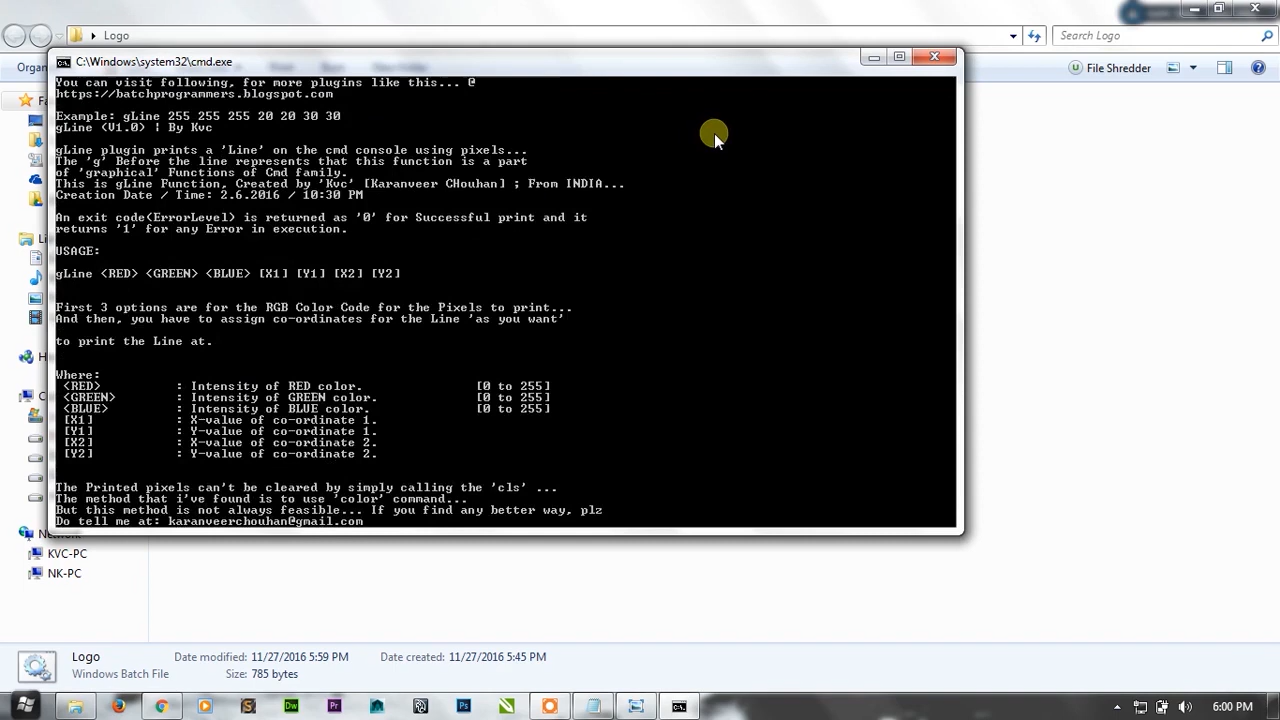 Logo
Search Logo
C:\Windows\system32\cmd.exe
Organ
File Shredder
You can visit following, for more plugins like this... @
https://batchprogrammers.blogspot.com
Example: gLine 255 255 255 20 20 30 30
gLine (V1.0) | By Kvc
gLine plugin prints a 'Line' on the cmd console using pixels...
The 'g' Before the line represents that this function is a part
of 'graphical' Functions of Cmd family.
This is gLine Function, Created by 'Kvc' [Karanveer CHouhan] ; From INDIA...
Creation Date / Time: 2.6.2016 / 10:30 PM
An exit code(ErrorLevel) is returned as '0' for Successful print and it
returns '1' for any Error in execution.
USAGE:
gLine <RED> <GREEN> <BLUE> [X1] [Y1] [X2] [Y2]
First 3 options are for the RGB Color Code for the Pixels to print...
And then, you have to assign co-ordinates for the Line 'as you want'
to print the Line at.
Where:
<RED> : Intensity of RED color. [0 to 255]
<GREEN> : Intensity of GREEN color. [0 to 255]
<BLUE> : Intensity of BLUE color. [0 to 255]
[X1] : X-value of co-ordinate 1.
[Y1] : Y-value of co-ordinate 1.
[X2] : X-value of co-ordinate 2.
[Y2] : Y-value of co-ordinate 2.
The Printed pixels can't be cleared by simply calling the 'cls' ...
The method that i've found is to use 'color' command...
But this method is not always feasible... If you find any better way, plz
Do tell me at: karanveerchouhan@gmail.com
Fa
Li
H
C
KVC-PC
NK-PC
Logo
Date modified: 11/27/2016 5:59 PM
Date created: 11/27/2016 5:45 PM
Windows Batch File
Size: 785 bytes
Dw
Pr
Ps
6:00 PM